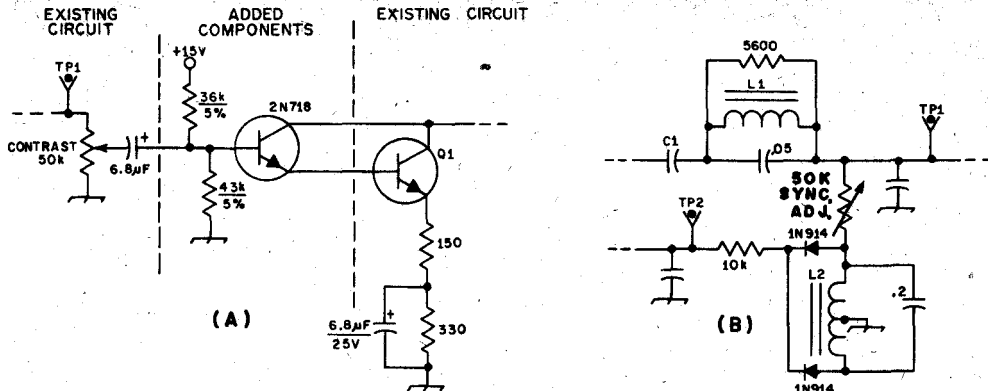 EXISTING
CIRCUIT
ADDED
COMPONENTS
EXISTING CIRCUIT
TP1
+15V
36k
5%
2N718
CONTRAST
50k
6.8µF
+
43k
5%
Q1
150
+
6.8µF
25V
330
(A)
5600
L1
C1
.05
TP1
50K
SYNC.
ADJ.
TP2
10k
1N914
L2
.2
1N914
(B)